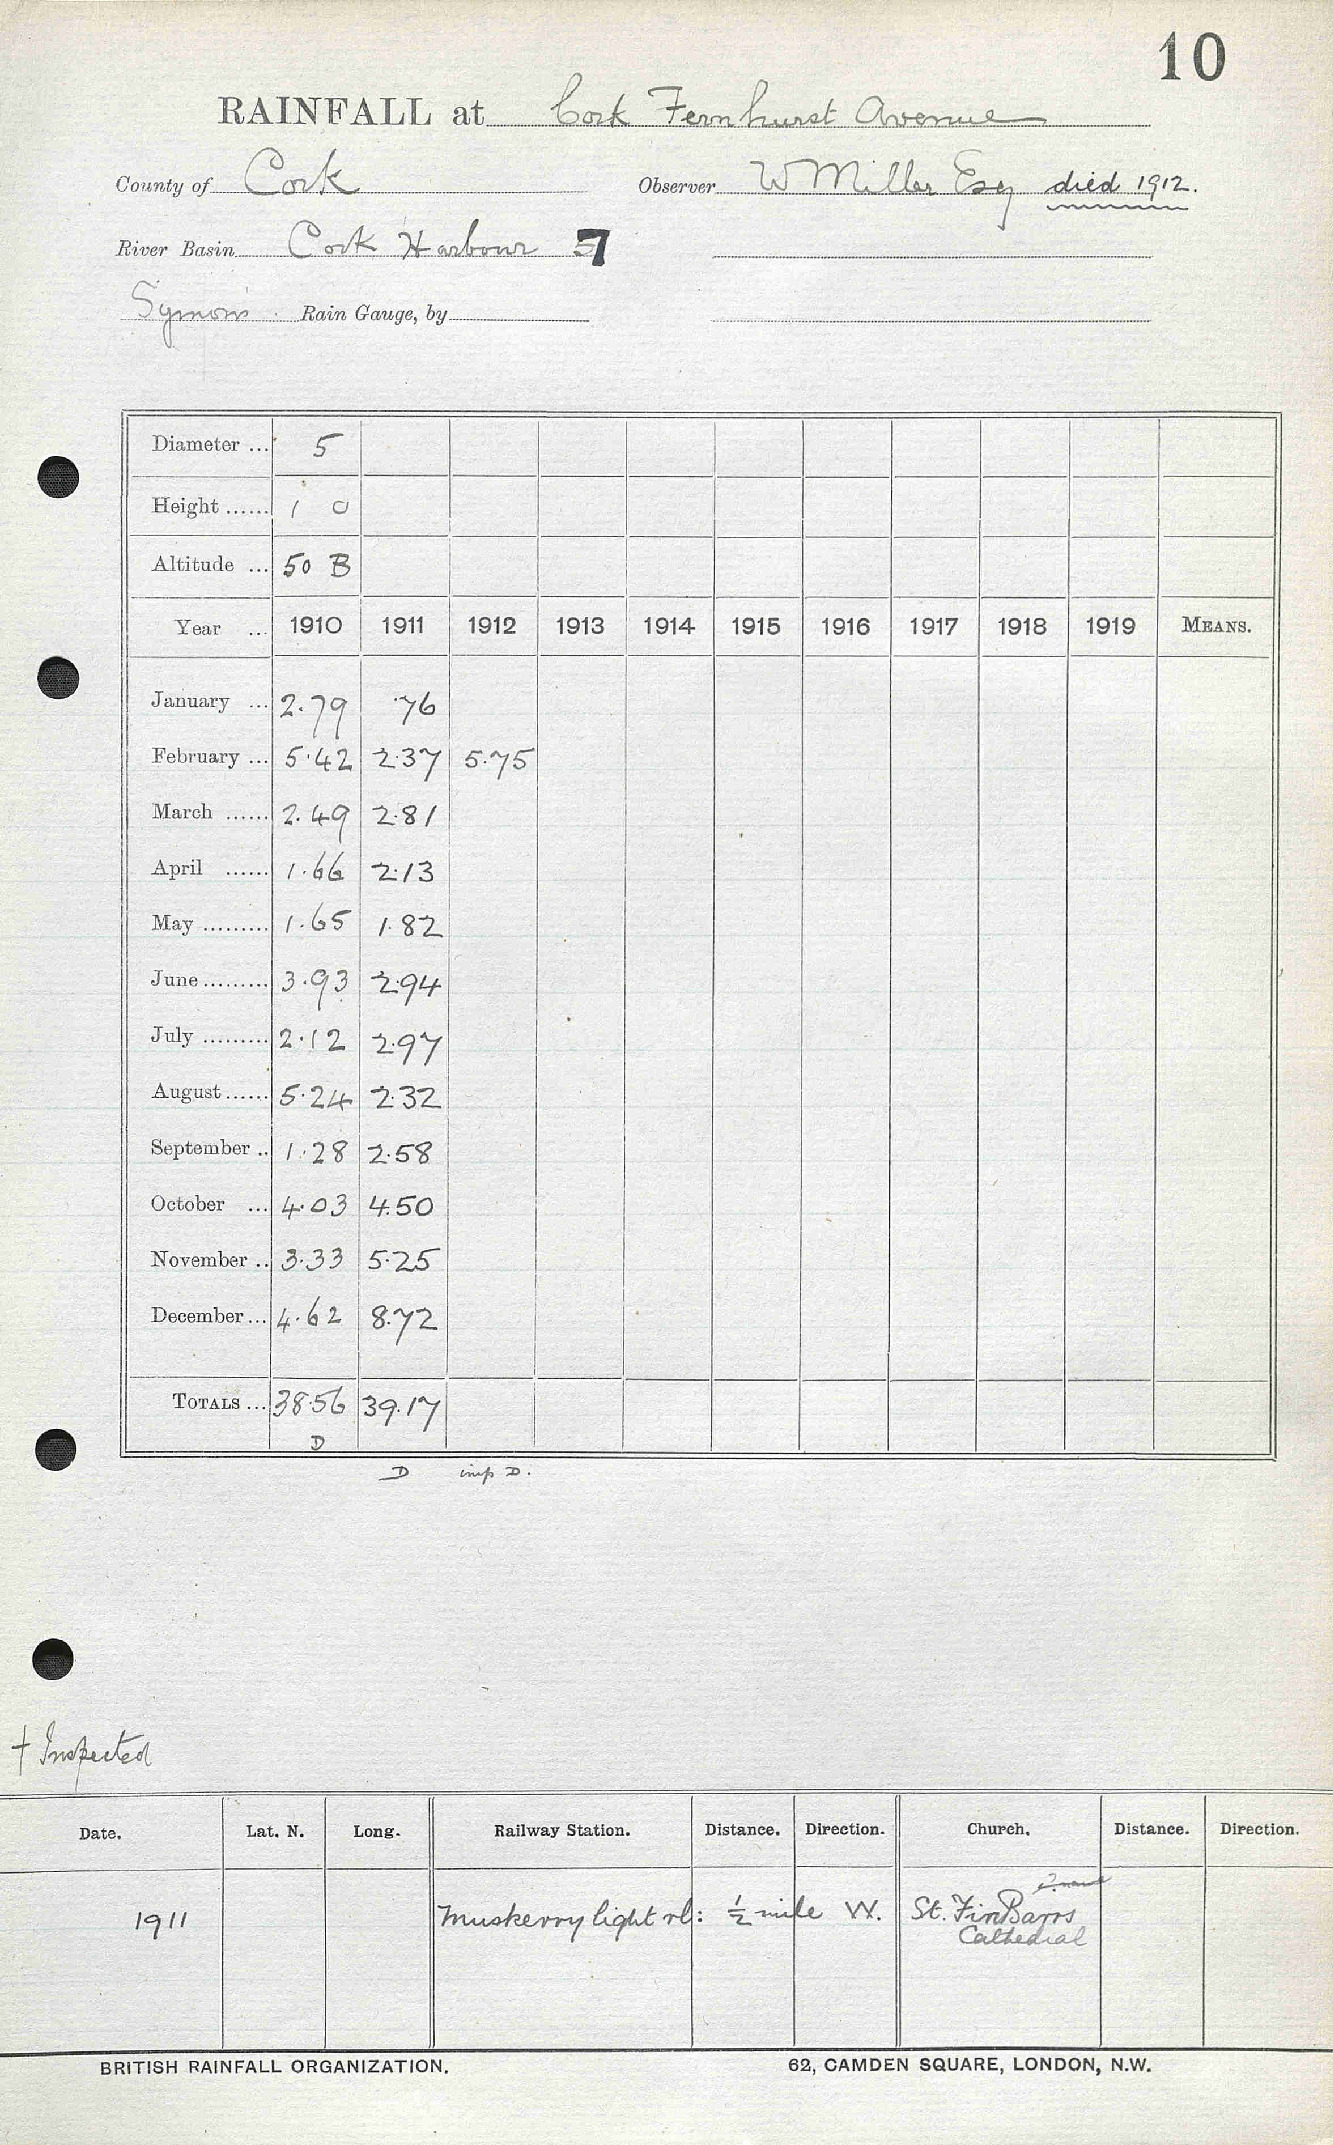 10
RAINFALL at Cork Fernhurst Avenue
County of Cork Observer W Miller Esq died 1912.
River Basin Cork Harbour 7
Symons Rain Gauge, by
Diameter ... 5
Height ...... 1 0
Altitude ... 50 B
Year ... 1910 1911 1912 1913 1914 1915 1916 1917 1918 1919 MEANS.
January ... 2.79 .76
February ... 5.42 2.37 5.75
March ...... 2.49 2.81
April ...... 1.66 2.13
May ......... 1.65 1.82
June ......... 3.93 2.94
July ......... 2.12 2.97
August ...... 5.24 2.32
September .. 1.28 2.58
October ... 4.03 4.50
November .. 3.33 5.25
December ... 4.62 8.72
TOTALS ... 38.56 39.17
D
D imp D.
† Inspected
Date. Lat. N. Long. Railway Station. Distance. Direction. Church. Distance. Direction.
1911 Muskerry light rl: ½ mile W. St. Fin Barrs
Cathedral
BRITISH RAINFALL ORGANIZATION. 62, CAMDEN SQUARE, LONDON, N.W.